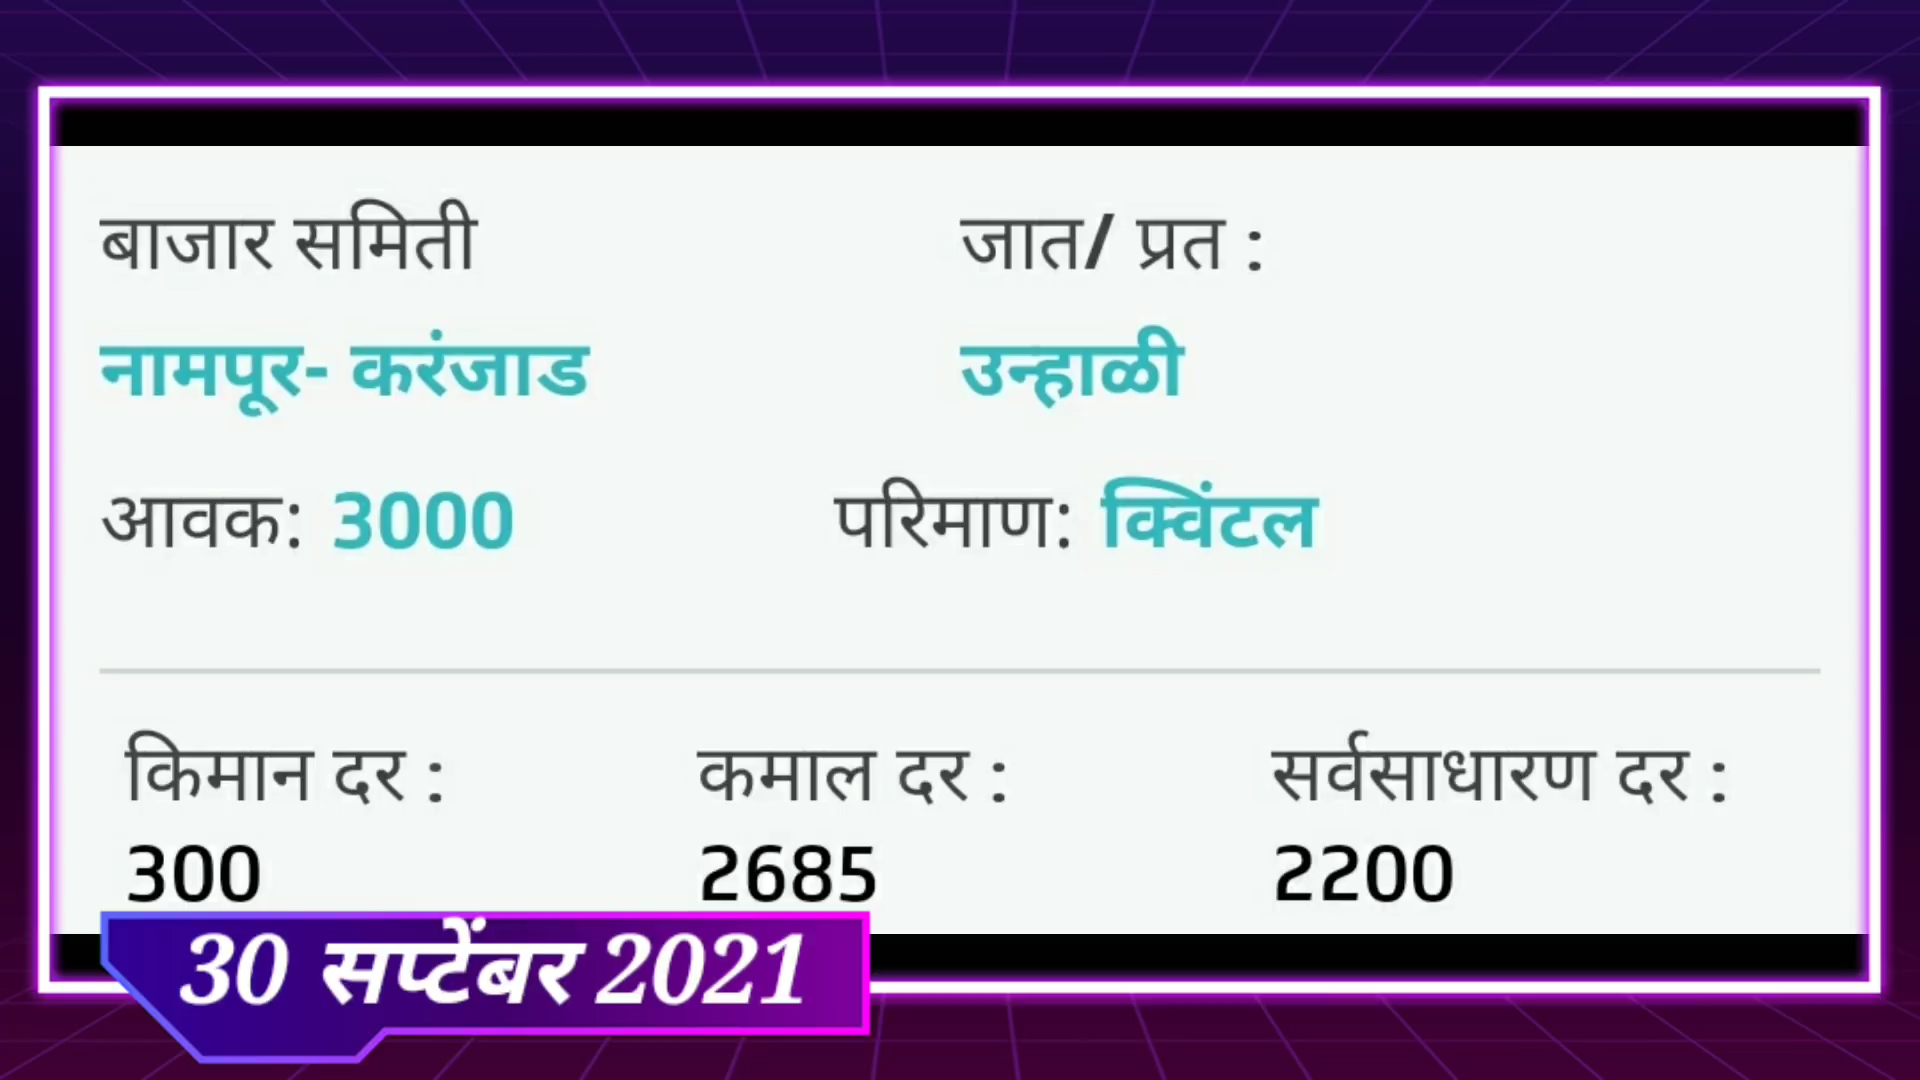 बाजार समिती
जात/ प्रत :
नामपूर- करंजाड
उन्हाळी
आवक: 3000
परिमाण: क्विंटल
किमान दर :
कमाल दर :
सर्वसाधारण दर :
300
2685
2200
30 सप्टेंबर 2021